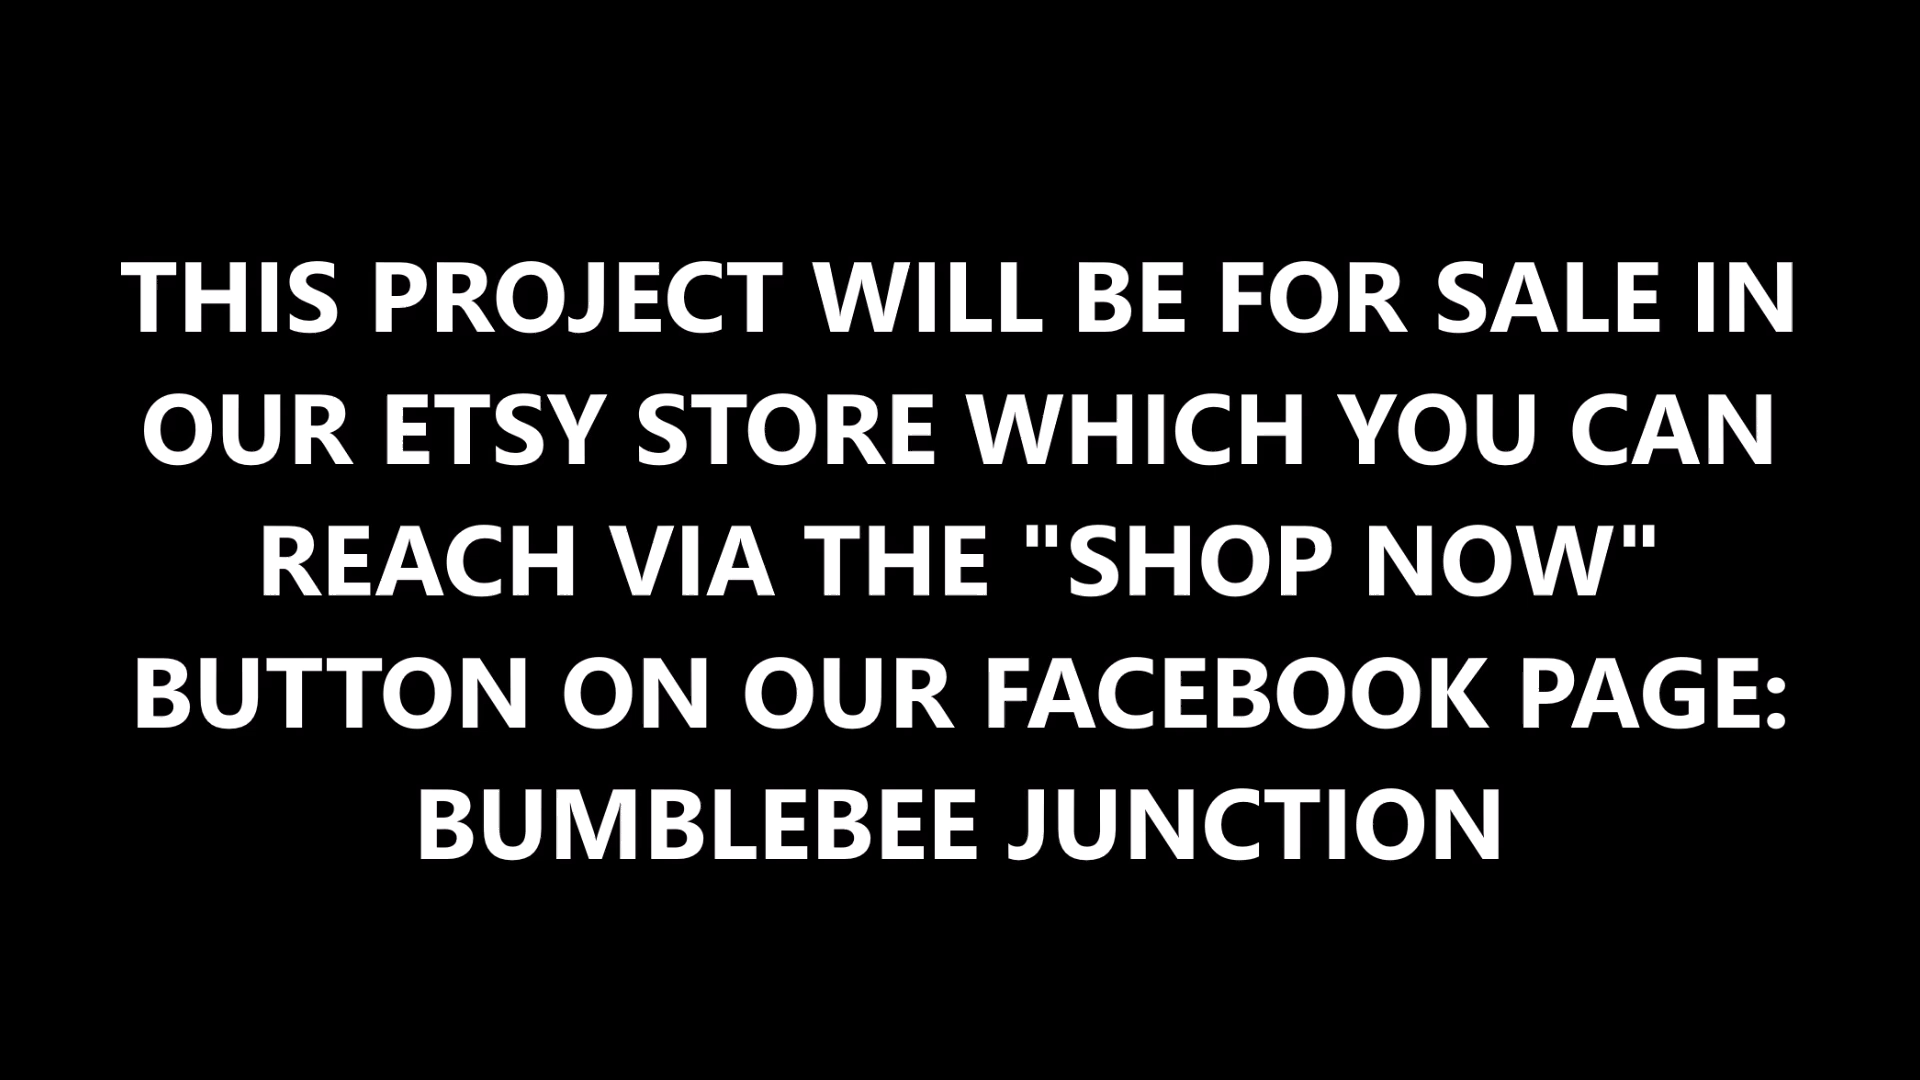 THIS PROJECT WILL BE FOR SALE IN
OUR ETSY STORE WHICH YOU CAN
REACH VIA THE "SHOP NOW"
BUTTON ON OUR FACEBOOK PAGE:
BUMBLEBEE JUNCTION